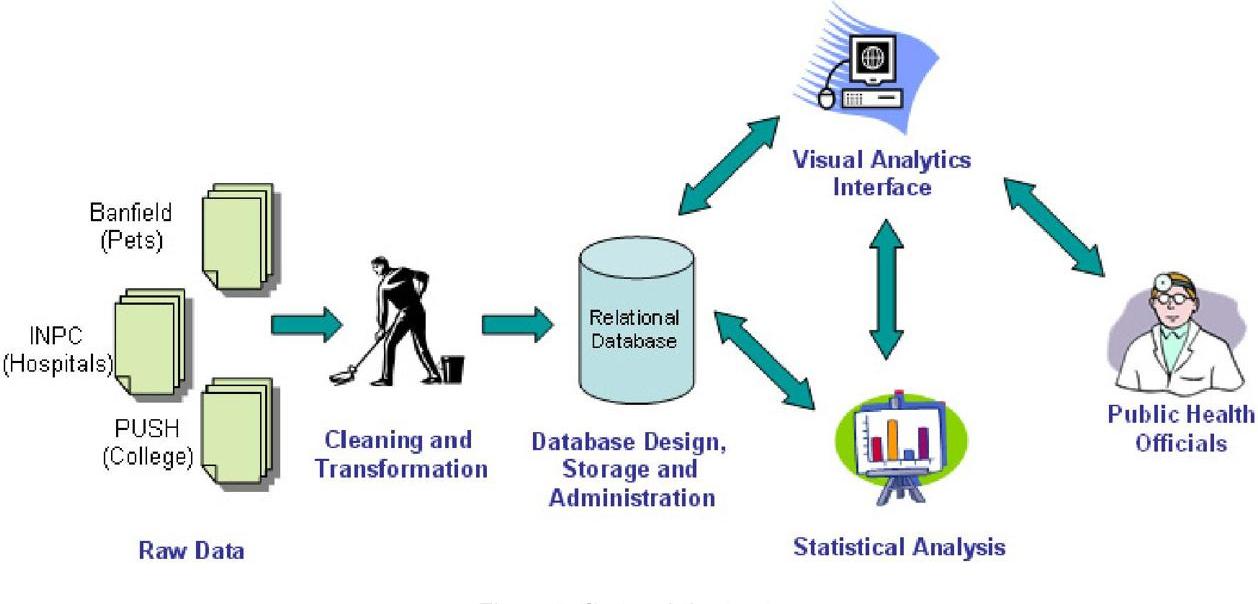 Visual Analytics
Interface
Banfield
(Pets)
INPC
(Hospitals)
PUSH
(College)
Relational
Database
Cleaning and
Transformation
Database Design,
Storage and
Administration
Public Health
Officials
Raw Data
Statistical Analysis